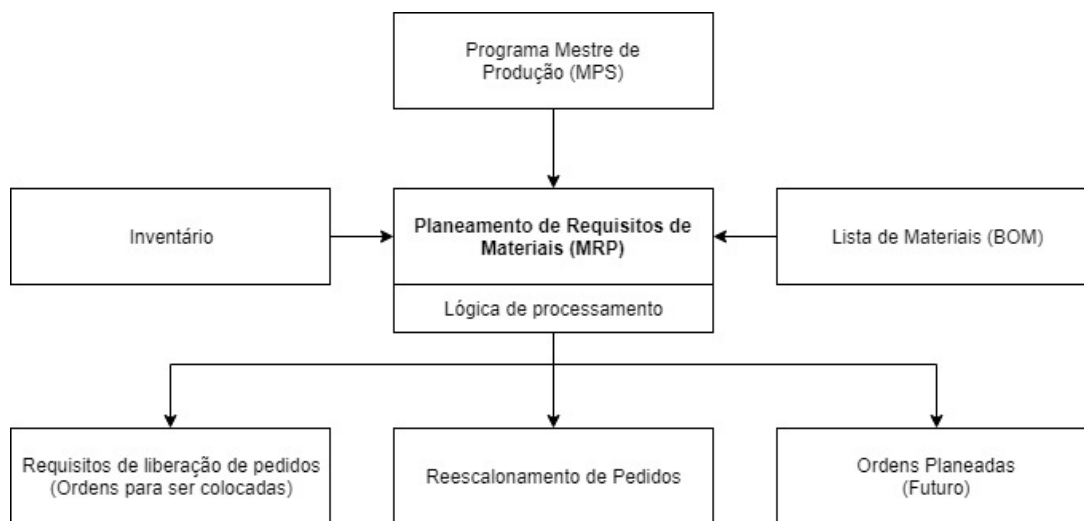 Programa Mestre de
Produção (MPS)
Inventário
Planeamento de Requisitos de
Materiais (MRP)
Lista de Materiais (BOM)
Lógica de processamento
Requisitos de liberação de pedidos
(Ordens para ser colocadas)
Reescalonamento de Pedidos
Ordens Planeadas
(Futuro)